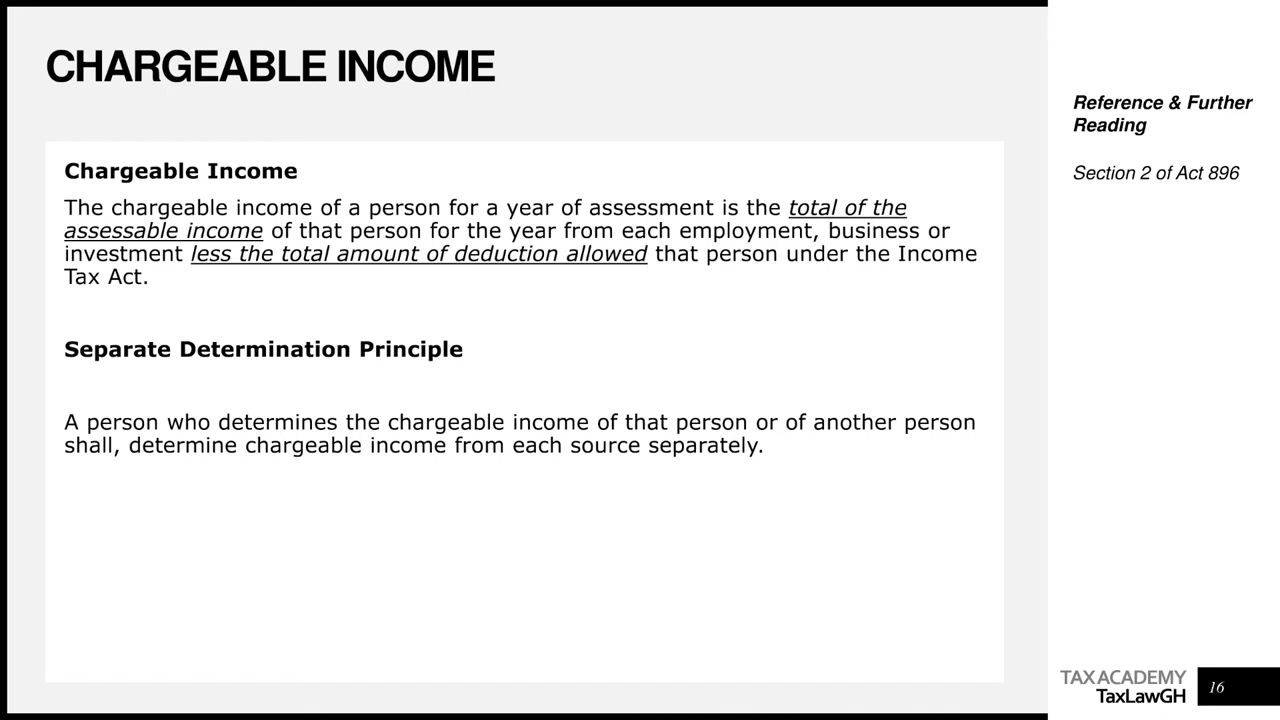 CHARGEABLE INCOME
Chargeable Income
The chargeable income of a person for a year of assessment is the total of the
assessable income of that person for the year from each employment, business or
investment less the total amount of deduction allowed that person under the Income
Tax Act.
Separate Determination Principle
A person who determines the chargeable income of that person or of another person
shall, determine chargeable income from each source separately.
Reference & Further
Reading
Section 2 of Act 896
TAX ACADEMY
TaxLawGH
16